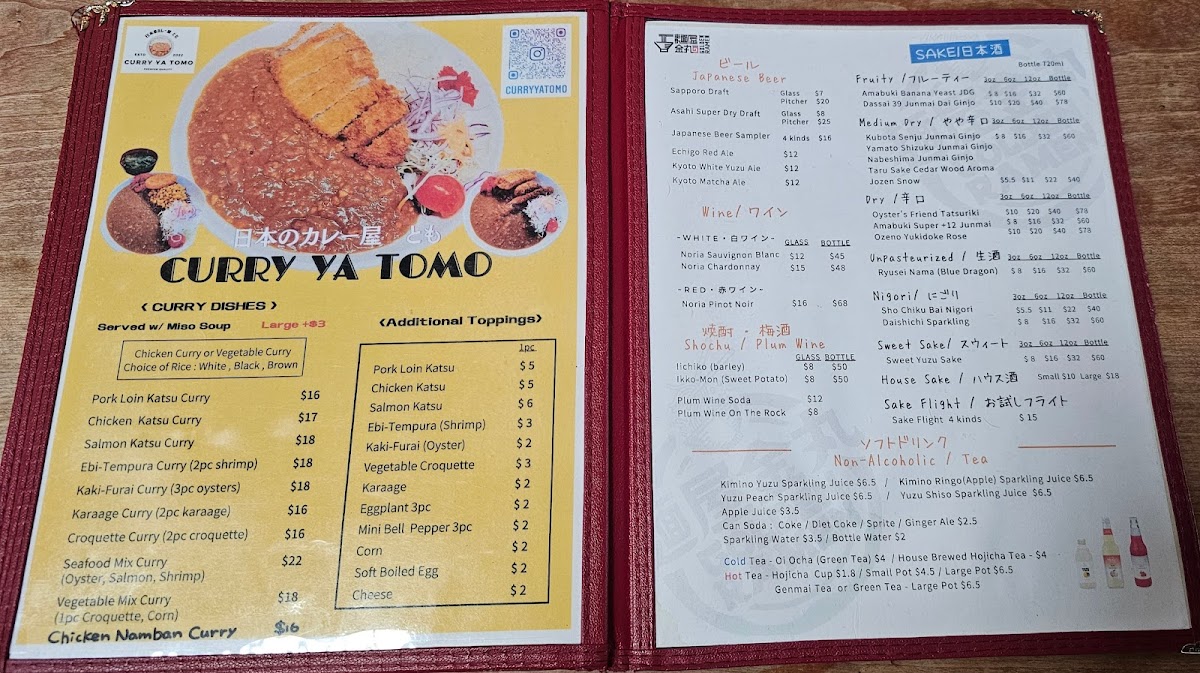 日本のカレー屋 とも
ESTD 2022
CURRY YA TOMO
PREMIUM QUALITY
CURRYYATOMO
日本のカレー屋 とも
CURRY YA TOMO
< CURRY DISHES >
Served w/ Miso Soup Large +$3
Chicken Curry or Vegetable Curry
Choice of Rice : White , Black , Brown
Pork Loin Katsu Curry $16
Chicken Katsu Curry $17
Salmon Katsu Curry $18
Ebi-Tempura Curry (2pc shrimp) $18
Kaki-Furai Curry (3pc oysters) $18
Karaage Curry (2pc karaage) $16
Croquette Curry (2pc croquette) $16
Seafood Mix Curry $22
(Oyster, Salmon, Shrimp)
Vegetable Mix Curry $18
(1pc Croquette, Corn)
Chicken Namban Curry $16
<Additional Toppings>
1pc
Pork Loin Katsu $ 5
Chicken Katsu $ 5
Salmon Katsu $ 6
Ebi-Tempura (Shrimp) $ 3
Kaki-Furai (Oyster) $ 2
Vegetable Croquette $ 3
Karaage $ 2
Eggplant 3pc $ 2
Mini Bell Pepper 3pc $ 2
Corn $ 2
Soft Boiled Egg $ 2
Cheese $ 2
麺屋金丸
RAMEN
ビール
Japanese Beer
Sapporo Draft Glass $7
Pitcher $20
Asahi Super Dry Draft Glass $8
Pitcher $25
Japanese Beer Sampler 4 kinds $16
Echigo Red Ale $12
Kyoto White Yuzu Ale $12
Kyoto Matcha Ale $12
Wine/ ワイン
-WHITE・白ワイン- GLASS BOTTLE
Noria Sauvignon Blanc $12 $45
Noria Chardonnay $15 $48
-RED・赤ワイン-
Noria Pinot Noir $16 $68
焼酎 ・ 梅酒
Shochu / Plum Wine
GLASS BOTTLE
Iichiko (barley) $8 $50
Ikko-Mon (Sweet Potato) $8 $50
Plum Wine Soda $12
Plum Wine On The Rock $8
SAKE/日本酒
Bottle 720ml
Fruity /フルーティー 3oz 6oz 12oz Bottle
Amabuki Banana Yeast JDG $ 8 $16 $32 $60
Dassai 39 Junmai Dai Ginjo $10 $20 $40 $78
Medium Dry / やや辛口 3oz 6oz 12oz Bottle
Kubota Senju Junmai Ginjo $ 8 $16 $32 $60
Yamato Shizuku Junmai Ginjo
Nabeshima Junmai Ginjo
Taru Sake Cedar Wood Aroma
Jozen Snow $5.5 $11 $22 $40
Dry /辛口 3oz 6oz 12oz Bottle
Oyster's Friend Tatsuriki $10 $20 $40 $78
Amabuki Super +12 Junmai $ 8 $16 $32 $60
Ozeno Yukidoke Rose $10 $20 $40 $78
Unpasteurized / 生酒 3oz 6oz 12oz Bottle
Ryusei Nama (Blue Dragon) $ 8 $16 $32 $60
Nigori/ にごり 3oz 6oz 12oz Bottle
Sho Chiku Bai Nigori $5.5 $11 $22 $40
Daishichi Sparkling $ 8 $16 $32 $60
Sweet Sake/ スウィート 3oz 6oz 12oz Bottle
Sweet Yuzu Sake $ 8 $16 $32 $60
House Sake / ハウス酒 Small $10 Large $18
Sake Flight / お試しフライト
Sake Flight 4 kinds $ 15
ソフトドリンク
Non-Alcoholic / Tea
Kimino Yuzu Sparkling Juice $6.5 / Kimino Ringo(Apple) Sparkling Juice $6.5
Yuzu Peach Sparkling Juice $6.5 / Yuzu Shiso Sparkling Juice $6.5
Apple Juice $3.5
Can Soda : Coke / Diet Coke / Sprite / Ginger Ale $2.5
Sparkling Water $3.5 / Bottle Water $2
Cold Tea - Oi Ocha (Green Tea) $4 / House Brewed Hojicha Tea - $4
Hot Tea - Hojicha Cup $1.8 / Small Pot $4.5 / Large Pot $6.5
Genmai Tea or Green Tea - Large Pot $6.5